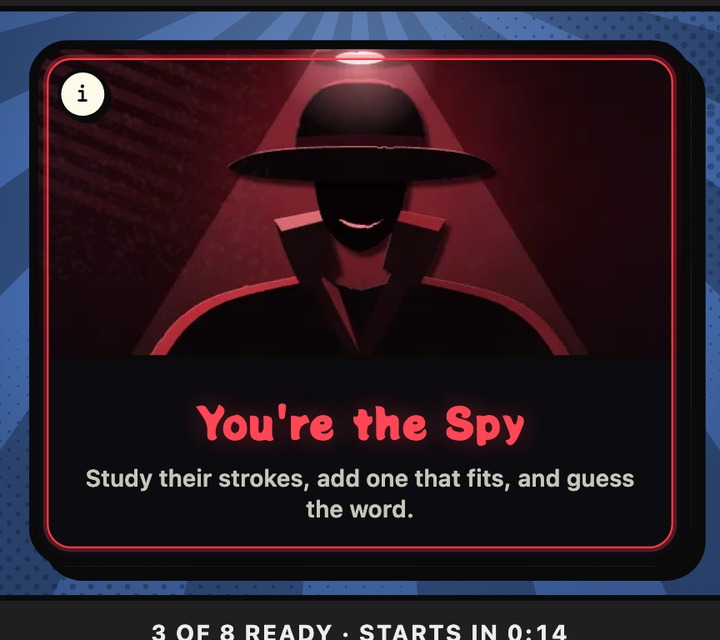 i
You're the Spy
Study their strokes, add one that fits, and guess
the word.
3 OF 8 READY · STARTS IN 0:14